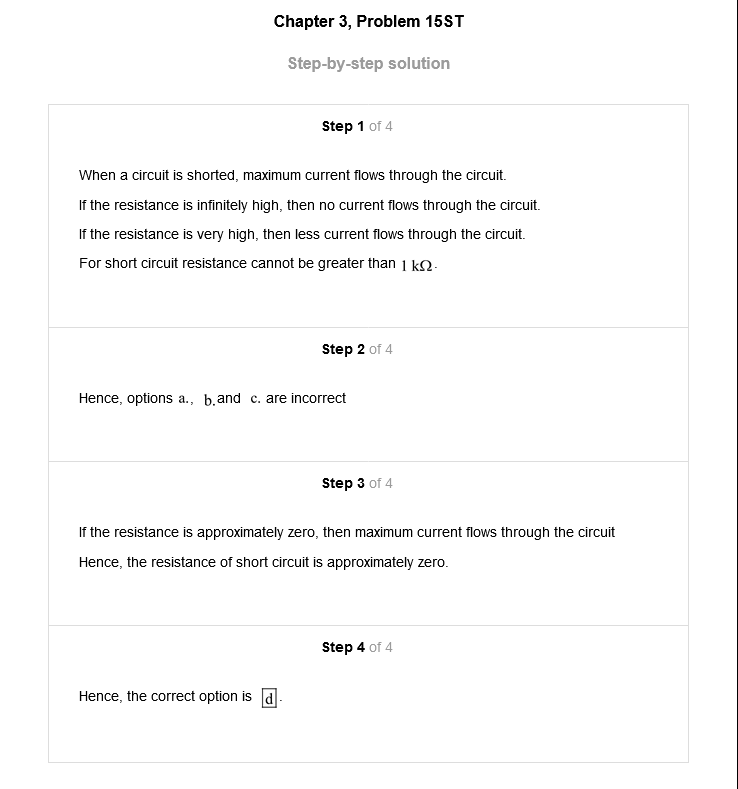 Chapter 3, Problem 15ST
Step-by-step solution
Step 1 of 4
When a circuit is shorted, maximum current flows through the circuit.
If the resistance is infinitely high, then no current flows through the circuit.
If the resistance is very high, then less current flows through the circuit.
For short circuit resistance cannot be greater than 1 kΩ.
Step 2 of 4
Hence, options a., b. and c. are incorrect
Step 3 of 4
If the resistance is approximately zero, then maximum current flows through the circuit
Hence, the resistance of short circuit is approximately zero.
Step 4 of 4
Hence, the correct option is d.